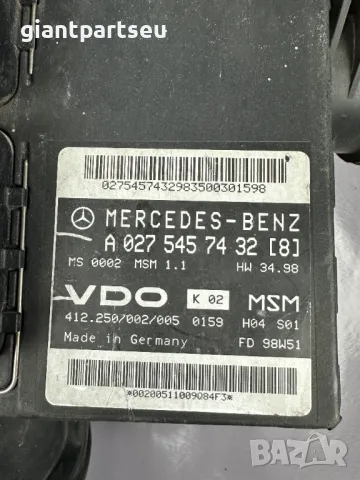 giantpartseu
0275457432983500301598
MERCEDES-BENZ
A 027 545 74 32 [8]
MS 0002 MSM 1.1 HW 34.98
VDO K 02 MSM
412.250/002/005 0159 H04 S01
Made in Germany FD 98W51
*00200511009Q84F3*
bazar